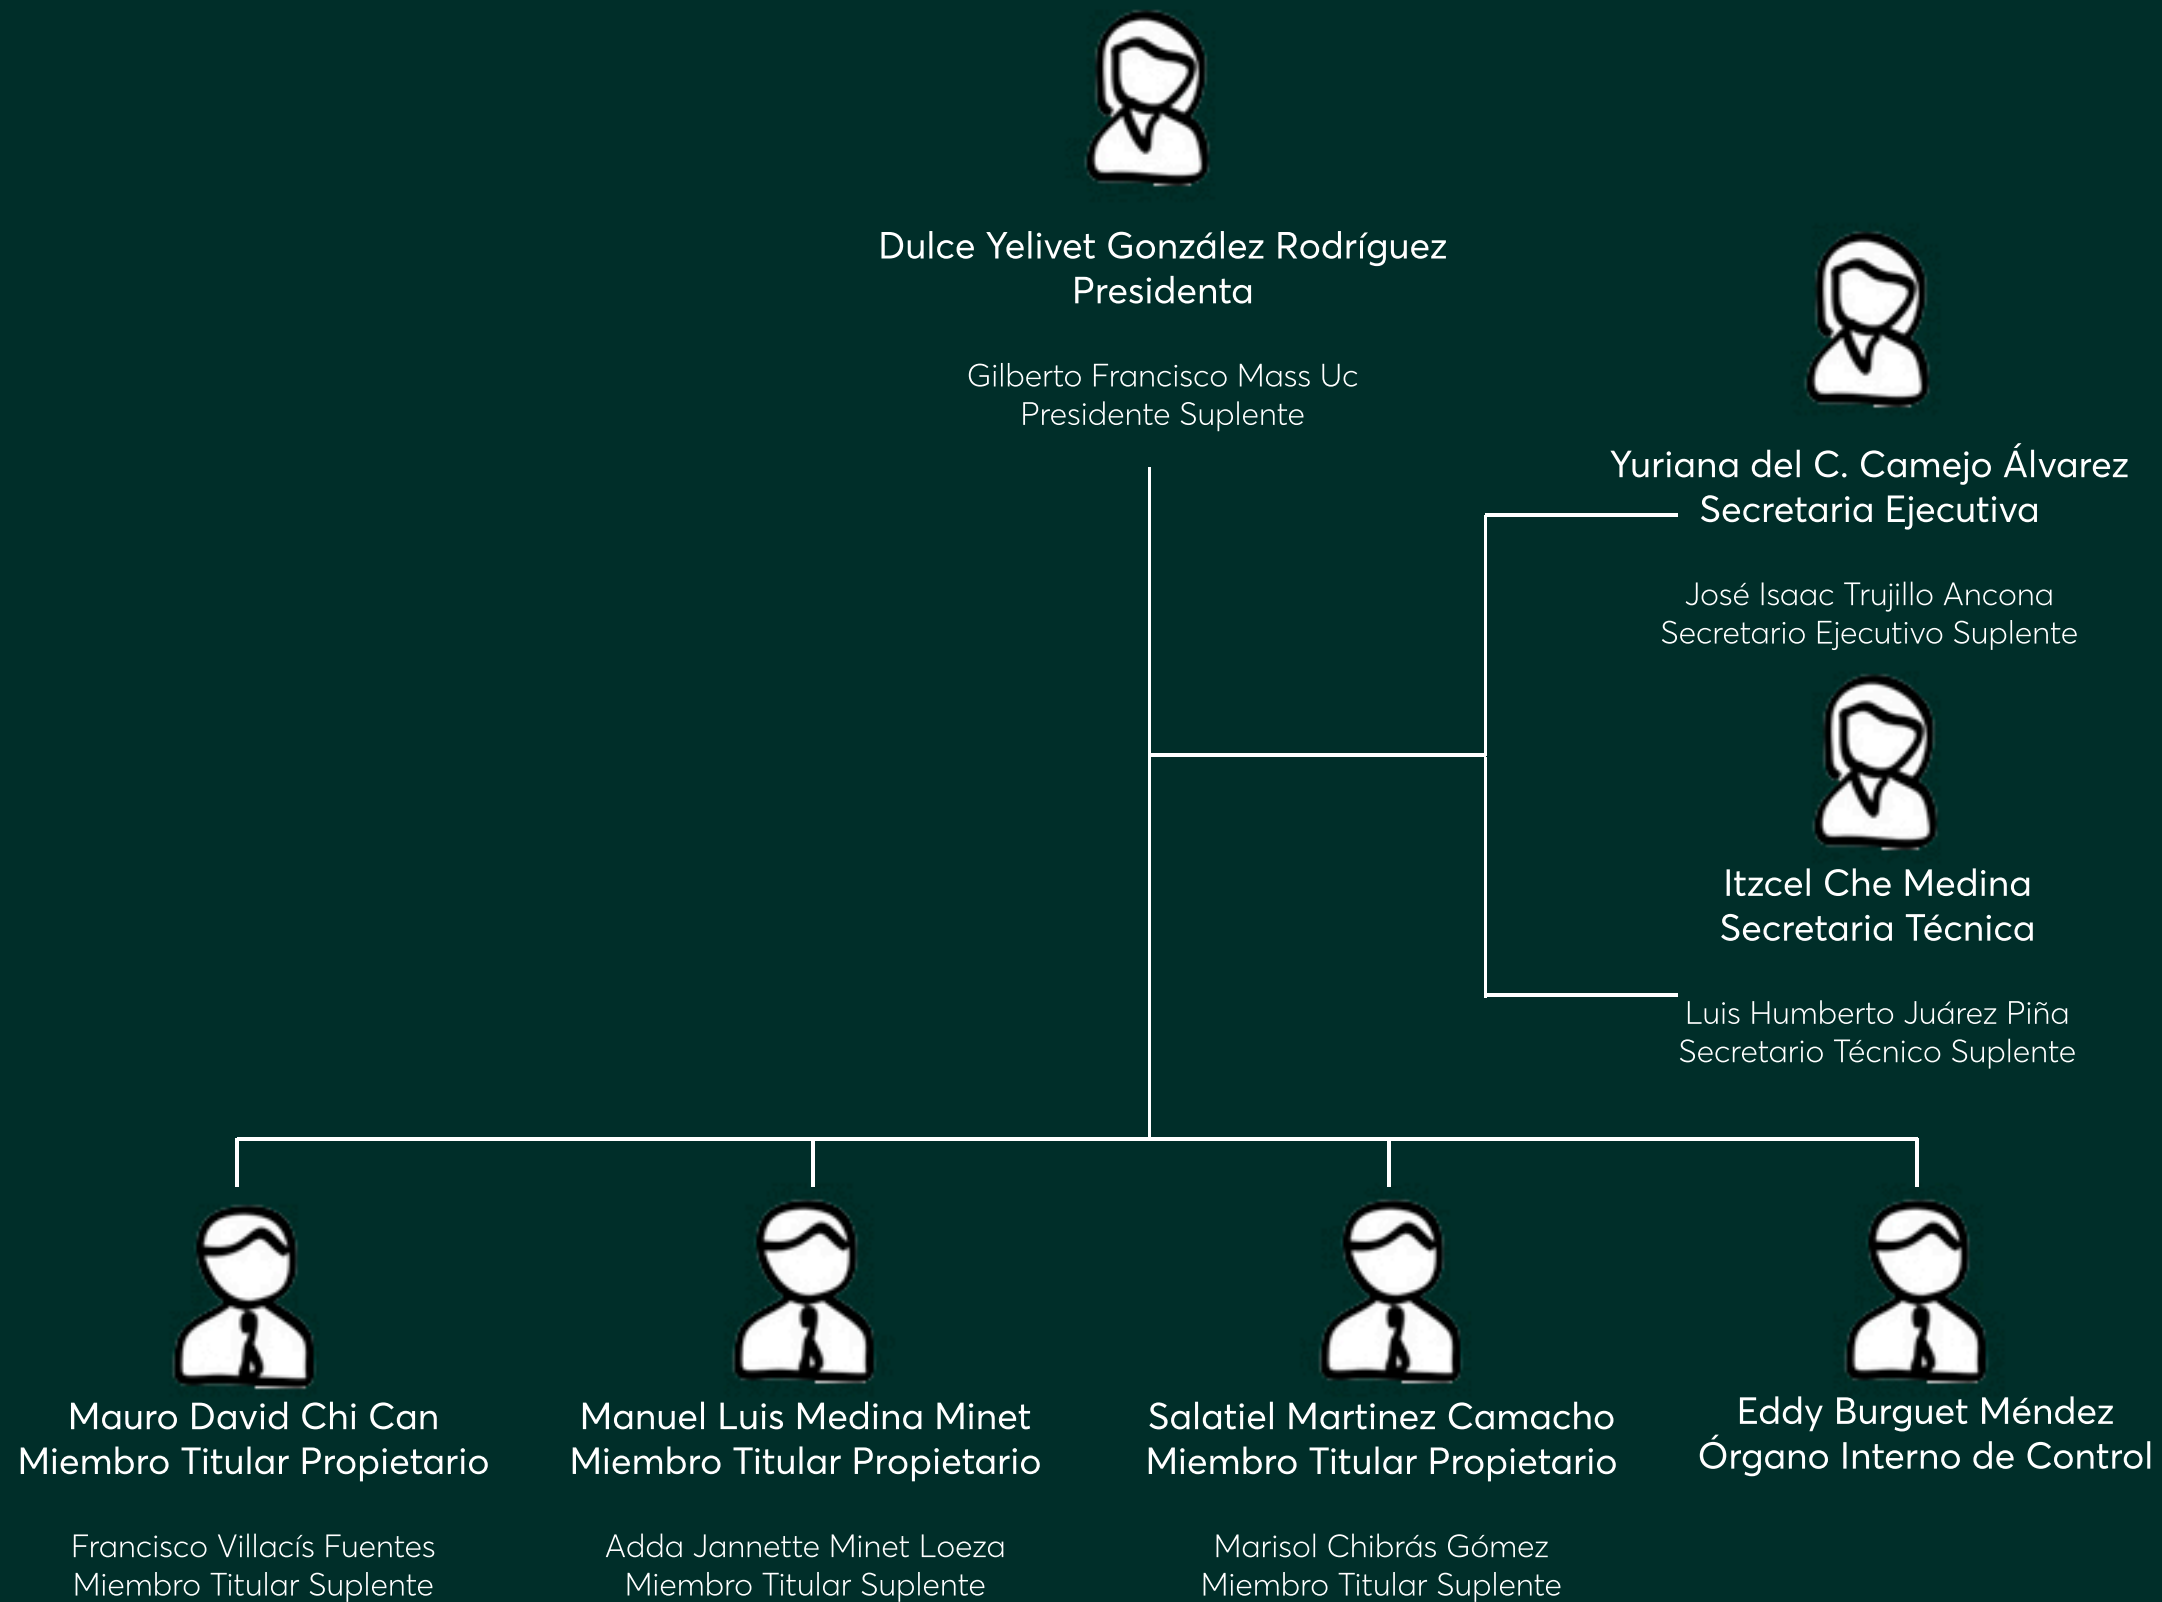 Dulce Yelivet González Rodríguez
Presidenta
Gilberto Francisco Mass Uc
Presidente Suplente
Yuriana del C. Camejo Álvarez
Secretaria Ejecutiva
José Isaac Trujillo Ancona
Secretario Ejecutivo Suplente
Itzcel Che Medina
Secretaria Técnica
Luis Humberto Juárez Piña
Secretario Técnico Suplente
Mauro David Chi Can
Miembro Titular Propietario
Francisco Villacís Fuentes
Miembro Titular Suplente
Manuel Luis Medina Minet
Miembro Titular Propietario
Adda Jannette Minet Loeza
Miembro Titular Suplente
Salatiel Martinez Camacho
Miembro Titular Propietario
Marisol Chibrás Gómez
Miembro Titular Suplente
Eddy Burguet Méndez
Órgano Interno de Control